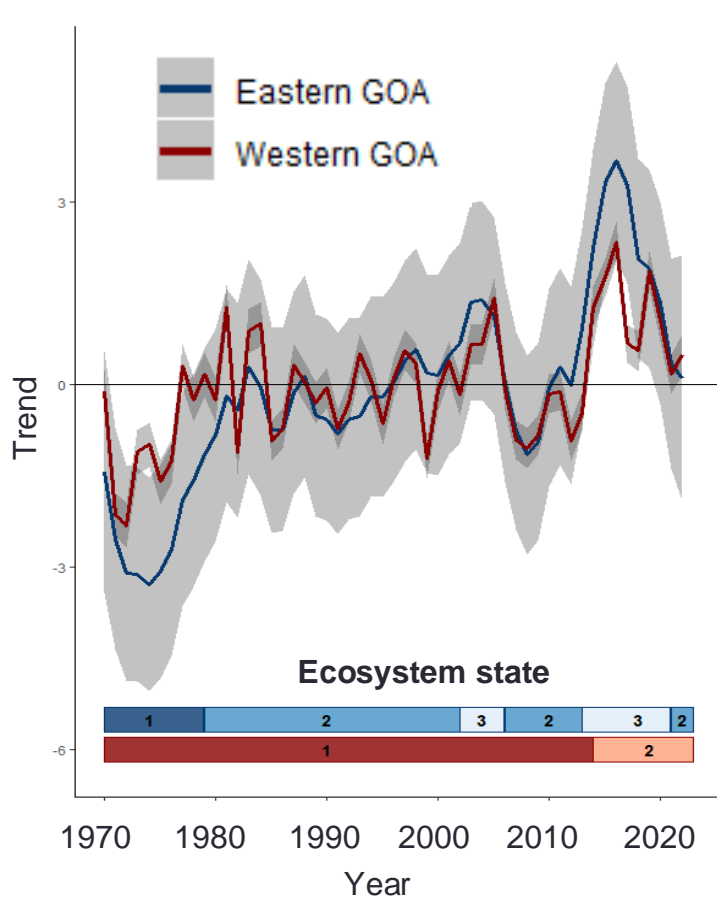 Eastern GOA
Western GOA
3
0
-3
-6
Trend
Ecosystem state
1 2 3 2 3 2
1 2
1970 1980 1990 2000 2010 2020
Year